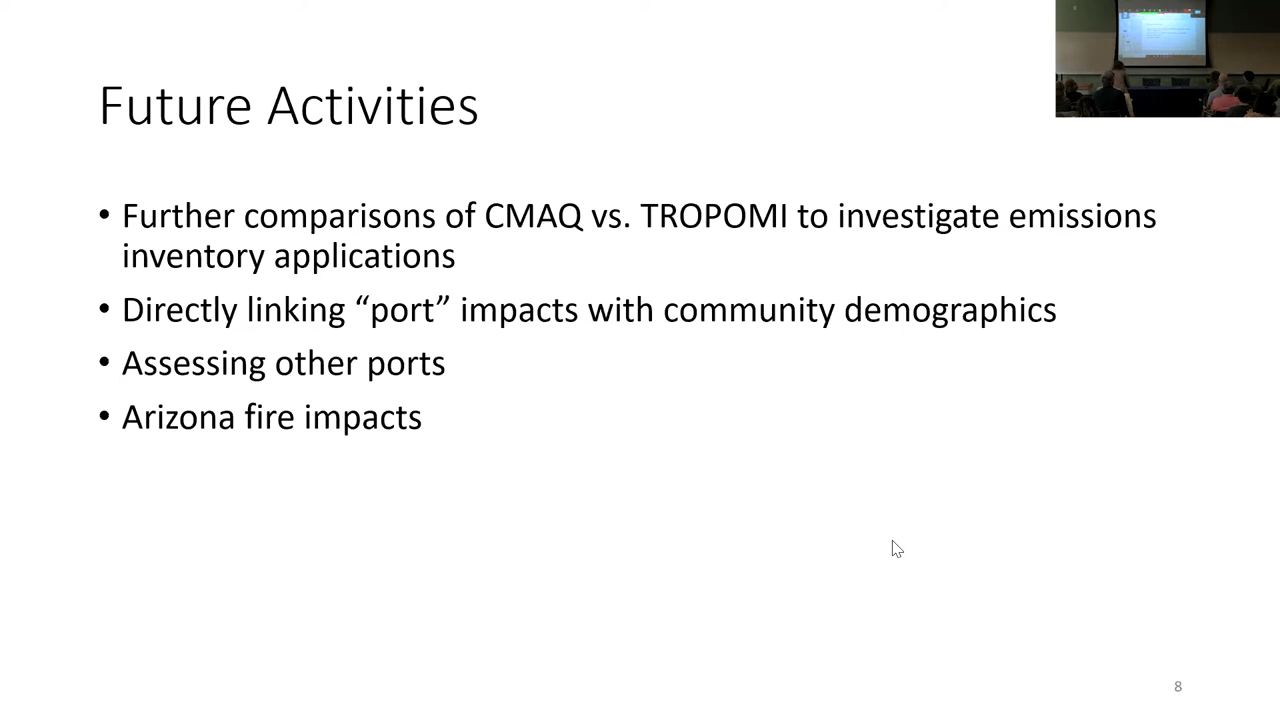 Future Activities
• Further comparisons of CMAQ vs. TROPOMI to investigate emissions
inventory applications
• Directly linking “port” impacts with community demographics
• Assessing other ports
• Arizona fire impacts
8